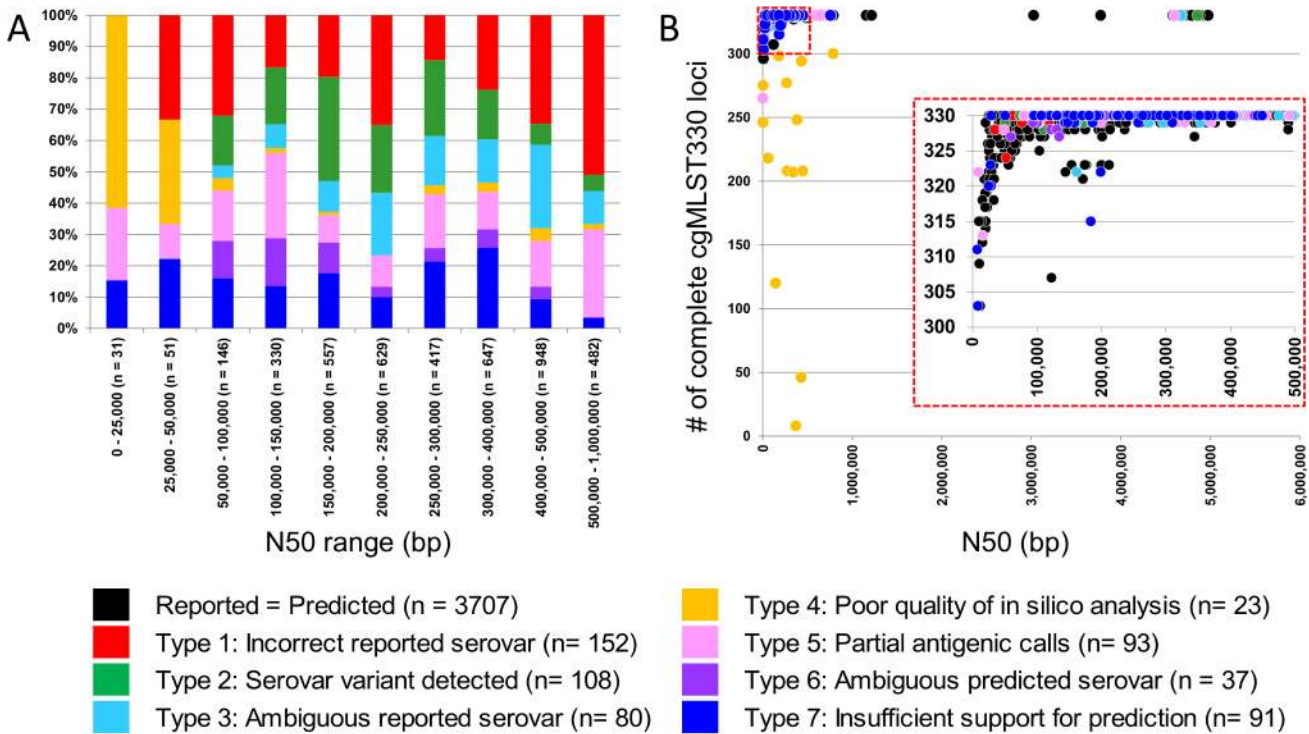 A
100%
90%
80%
70%
60%
50%
40%
30%
20%
10%
0%
0 - 25,000 (n = 31)
25,000 - 50,000 (n = 51)
50,000 - 100,000 (n = 146)
100,000 - 150,000 (n = 330)
150,000 - 200,000 (n = 557)
200,000 - 250,000 (n = 629)
250,000 - 300,000 (n = 417)
300,000 - 400,000 (n = 647)
400,000 - 500,000 (n = 948)
500,000 - 1,000,000 (n = 482)
N50 range (bp)
B
# of complete cgMLST330 loci
300
250
200
150
100
50
0
0
1,000,000
2,000,000
3,000,000
4,000,000
5,000,000
6,000,000
N50 (bp)
330
325
320
315
310
305
300
0
100,000
200,000
300,000
400,000
500,000
Reported = Predicted (n = 3707)
Type 1: Incorrect reported serovar (n= 152)
Type 2: Serovar variant detected (n= 108)
Type 3: Ambiguous reported serovar (n= 80)
Type 4: Poor quality of in silico analysis (n= 23)
Type 5: Partial antigenic calls (n= 93)
Type 6: Ambiguous predicted serovar (n = 37)
Type 7: Insufficient support for prediction (n= 91)